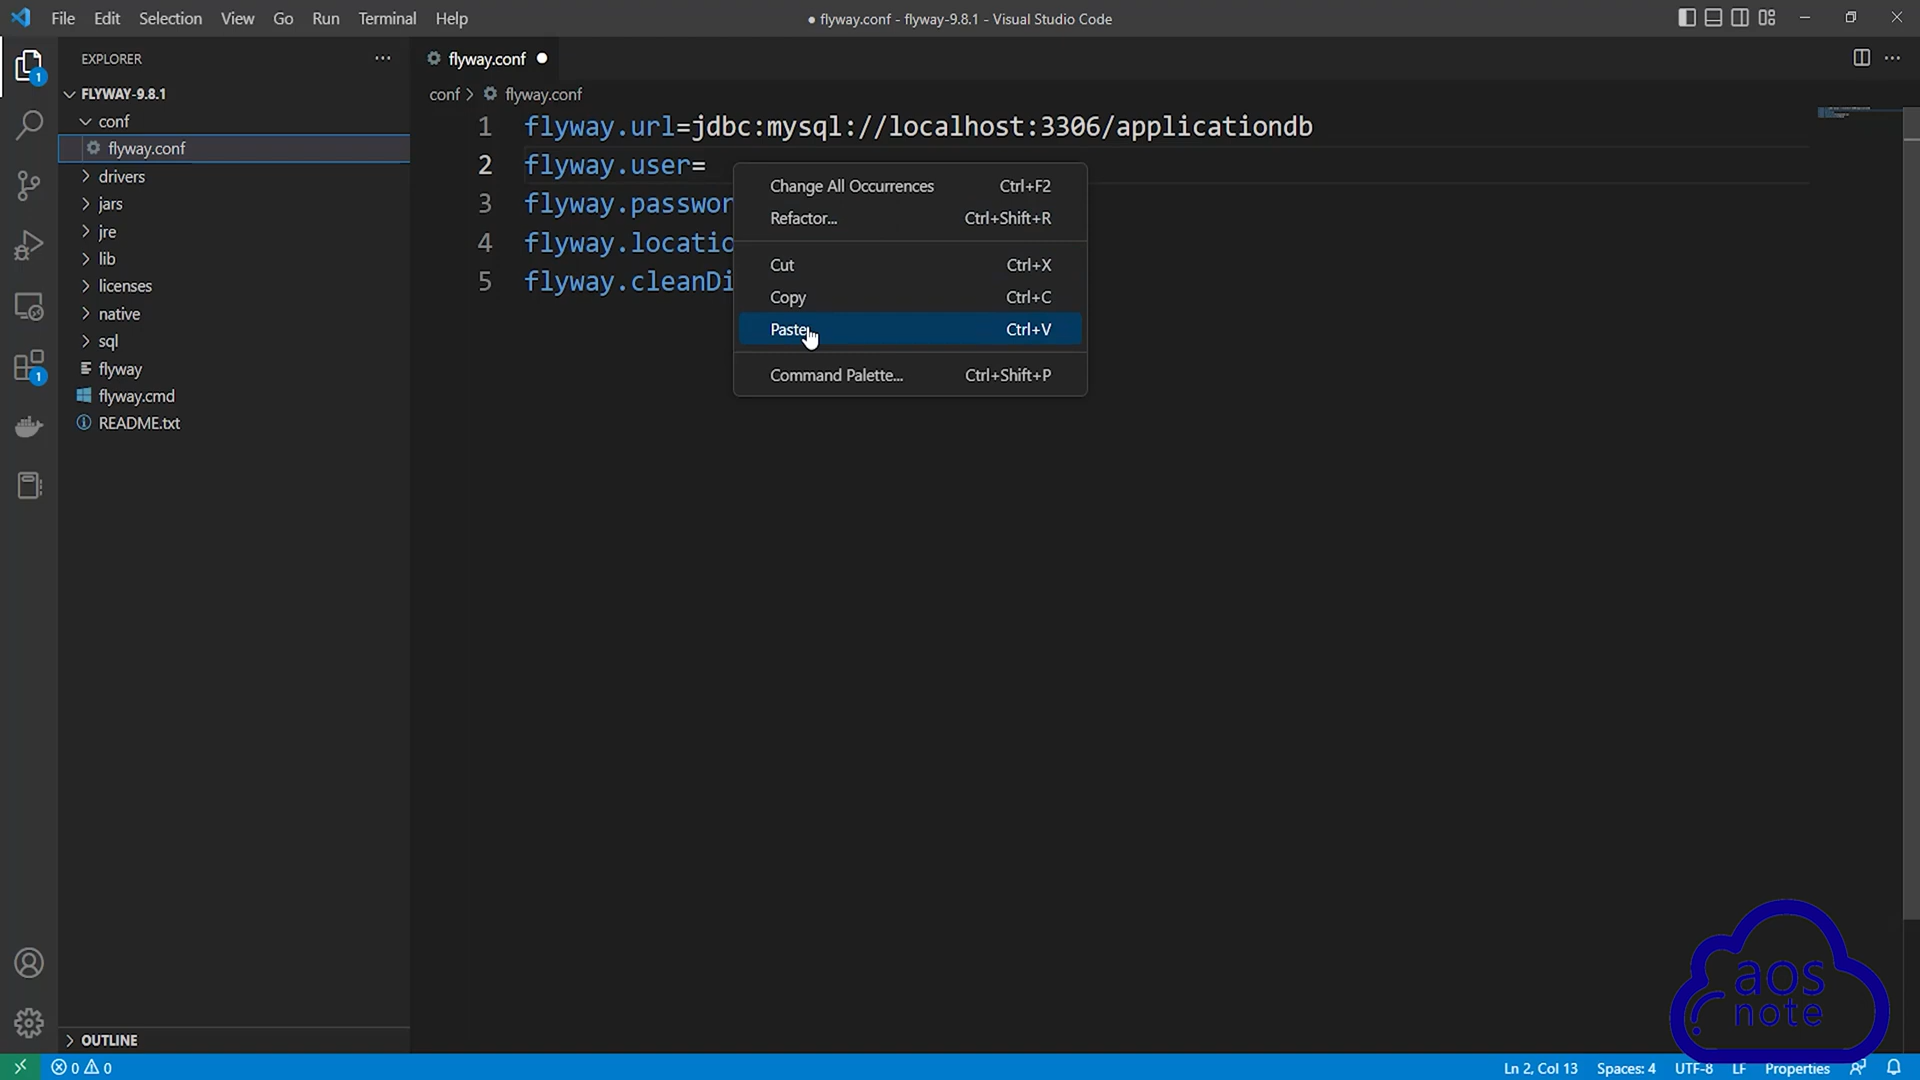 File Edit Selection View Go Run Terminal Help
● flyway.conf - flyway-9.8.1 - Visual Studio Code
EXPLORER
flyway.conf
1
FLYWAY-9.8.1
conf
flyway.conf
drivers
jars
jre
lib
licenses
native
sql
flyway
flyway.cmd
README.txt
1
conf > flyway.conf
1 flyway.url=jdbc:mysql://localhost:3306/applicationdb
2 flyway.user=
3 flyway.passwor
4 flyway.locatio
5 flyway.cleanDi
Change All Occurrences Ctrl+F2
Refactor... Ctrl+Shift+R
Cut Ctrl+X
Copy Ctrl+C
Paste Ctrl+V
Command Palette... Ctrl+Shift+P
aos
note
OUTLINE
0 0
Ln 2, Col 13 Spaces: 4 UTF-8 LF Properties